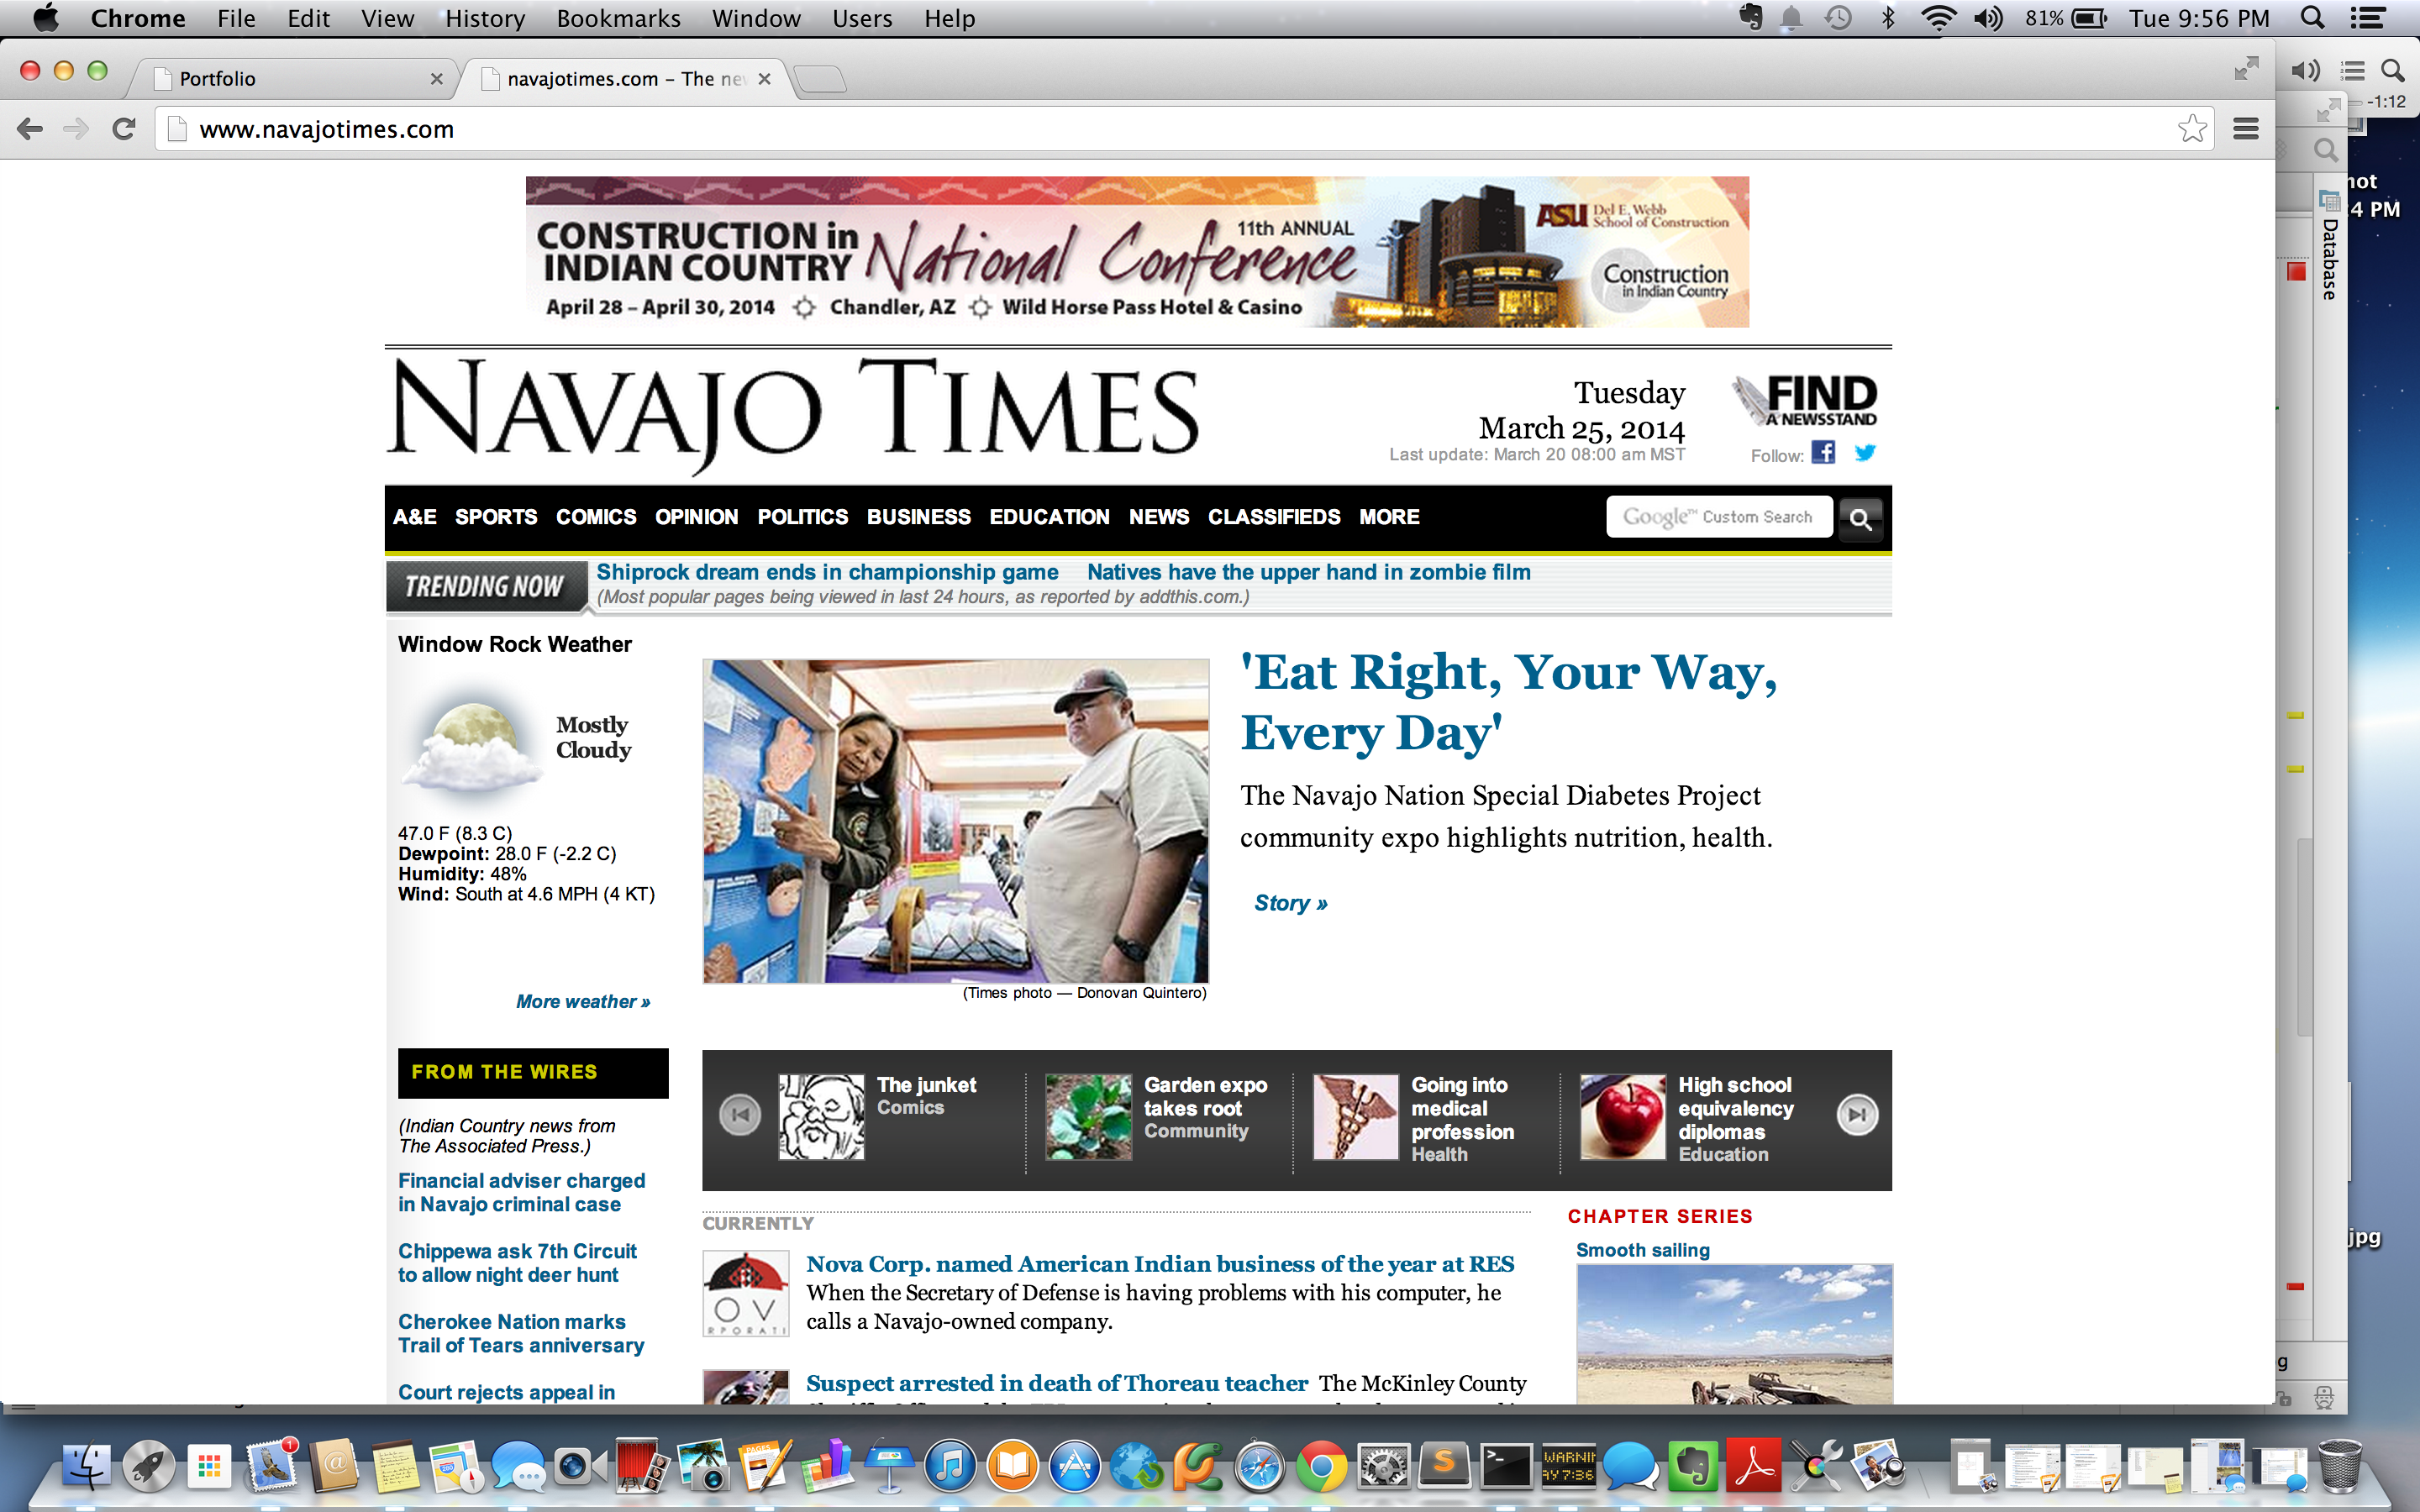 Chrome File Edit View History Bookmarks Window Users Help 81% Tue 9:56 PM
Portfolio navajotimes.com – The new
-1:12
www.navajotimes.com
4 PM
Database
CONSTRUCTION in INDIAN COUNTRY National Conference 11th ANNUAL
April 28 – April 30, 2014 Chandler, AZ Wild Horse Pass Hotel & Casino
ASU Del E. Webb
School of Construction
Construction
in Indian Country
NAVAJO TIMES
Tuesday
March 25, 2014
Last update: March 20 08:00 am MST
FIND
A NEWSSTAND
Follow:
A&E SPORTS COMICS OPINION POLITICS BUSINESS EDUCATION NEWS CLASSIFIEDS MORE
Google™ Custom Search
TRENDING NOW
Shiprock dream ends in championship game Natives have the upper hand in zombie film
(Most popular pages being viewed in last 24 hours, as reported by addthis.com.)
Window Rock Weather
Mostly
Cloudy
47.0 F (8.3 C)
Dewpoint: 28.0 F (-2.2 C)
Humidity: 48%
Wind: South at 4.6 MPH (4 KT)
More weather »
'Eat Right, Your Way,
Every Day'
The Navajo Nation Special Diabetes Project
community expo highlights nutrition, health.
Story »
(Times photo — Donovan Quintero)
FROM THE WIRES
(Indian Country news from
The Associated Press.)
Financial adviser charged
in Navajo criminal case
Chippewa ask 7th Circuit
to allow night deer hunt
Cherokee Nation marks
Trail of Tears anniversary
Court rejects appeal in
The junket
Comics
Garden expo
takes root
Community
Going into
medical
profession
Health
High school
equivalency
diplomas
Education
CURRENTLY
Nova Corp. named American Indian business of the year at RES
When the Secretary of Defense is having problems with his computer, he
calls a Navajo-owned company.
Suspect arrested in death of Thoreau teacher The McKinley County
CHAPTER SERIES
Smooth sailing
jpg
O V
RPORATI
1
PAGES
WARNIN
AY 7:36